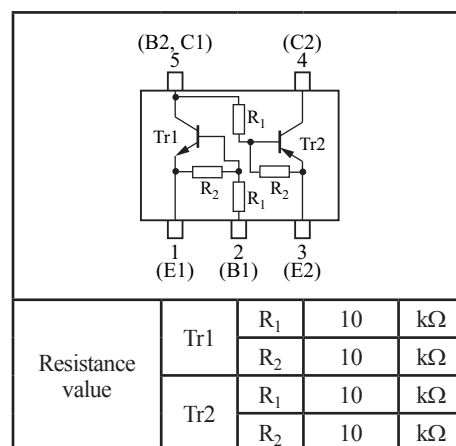 (B2, C1) (C2)
5 4
Tr1 R₁ Tr2
R₂ R₂
R₁
1 2 3
(E1) (B1) (E2)
Resistance value Tr1 R₁ 10 kΩ
R₂ 10 kΩ
Tr2 R₁ 10 kΩ
R₂ 10 kΩ